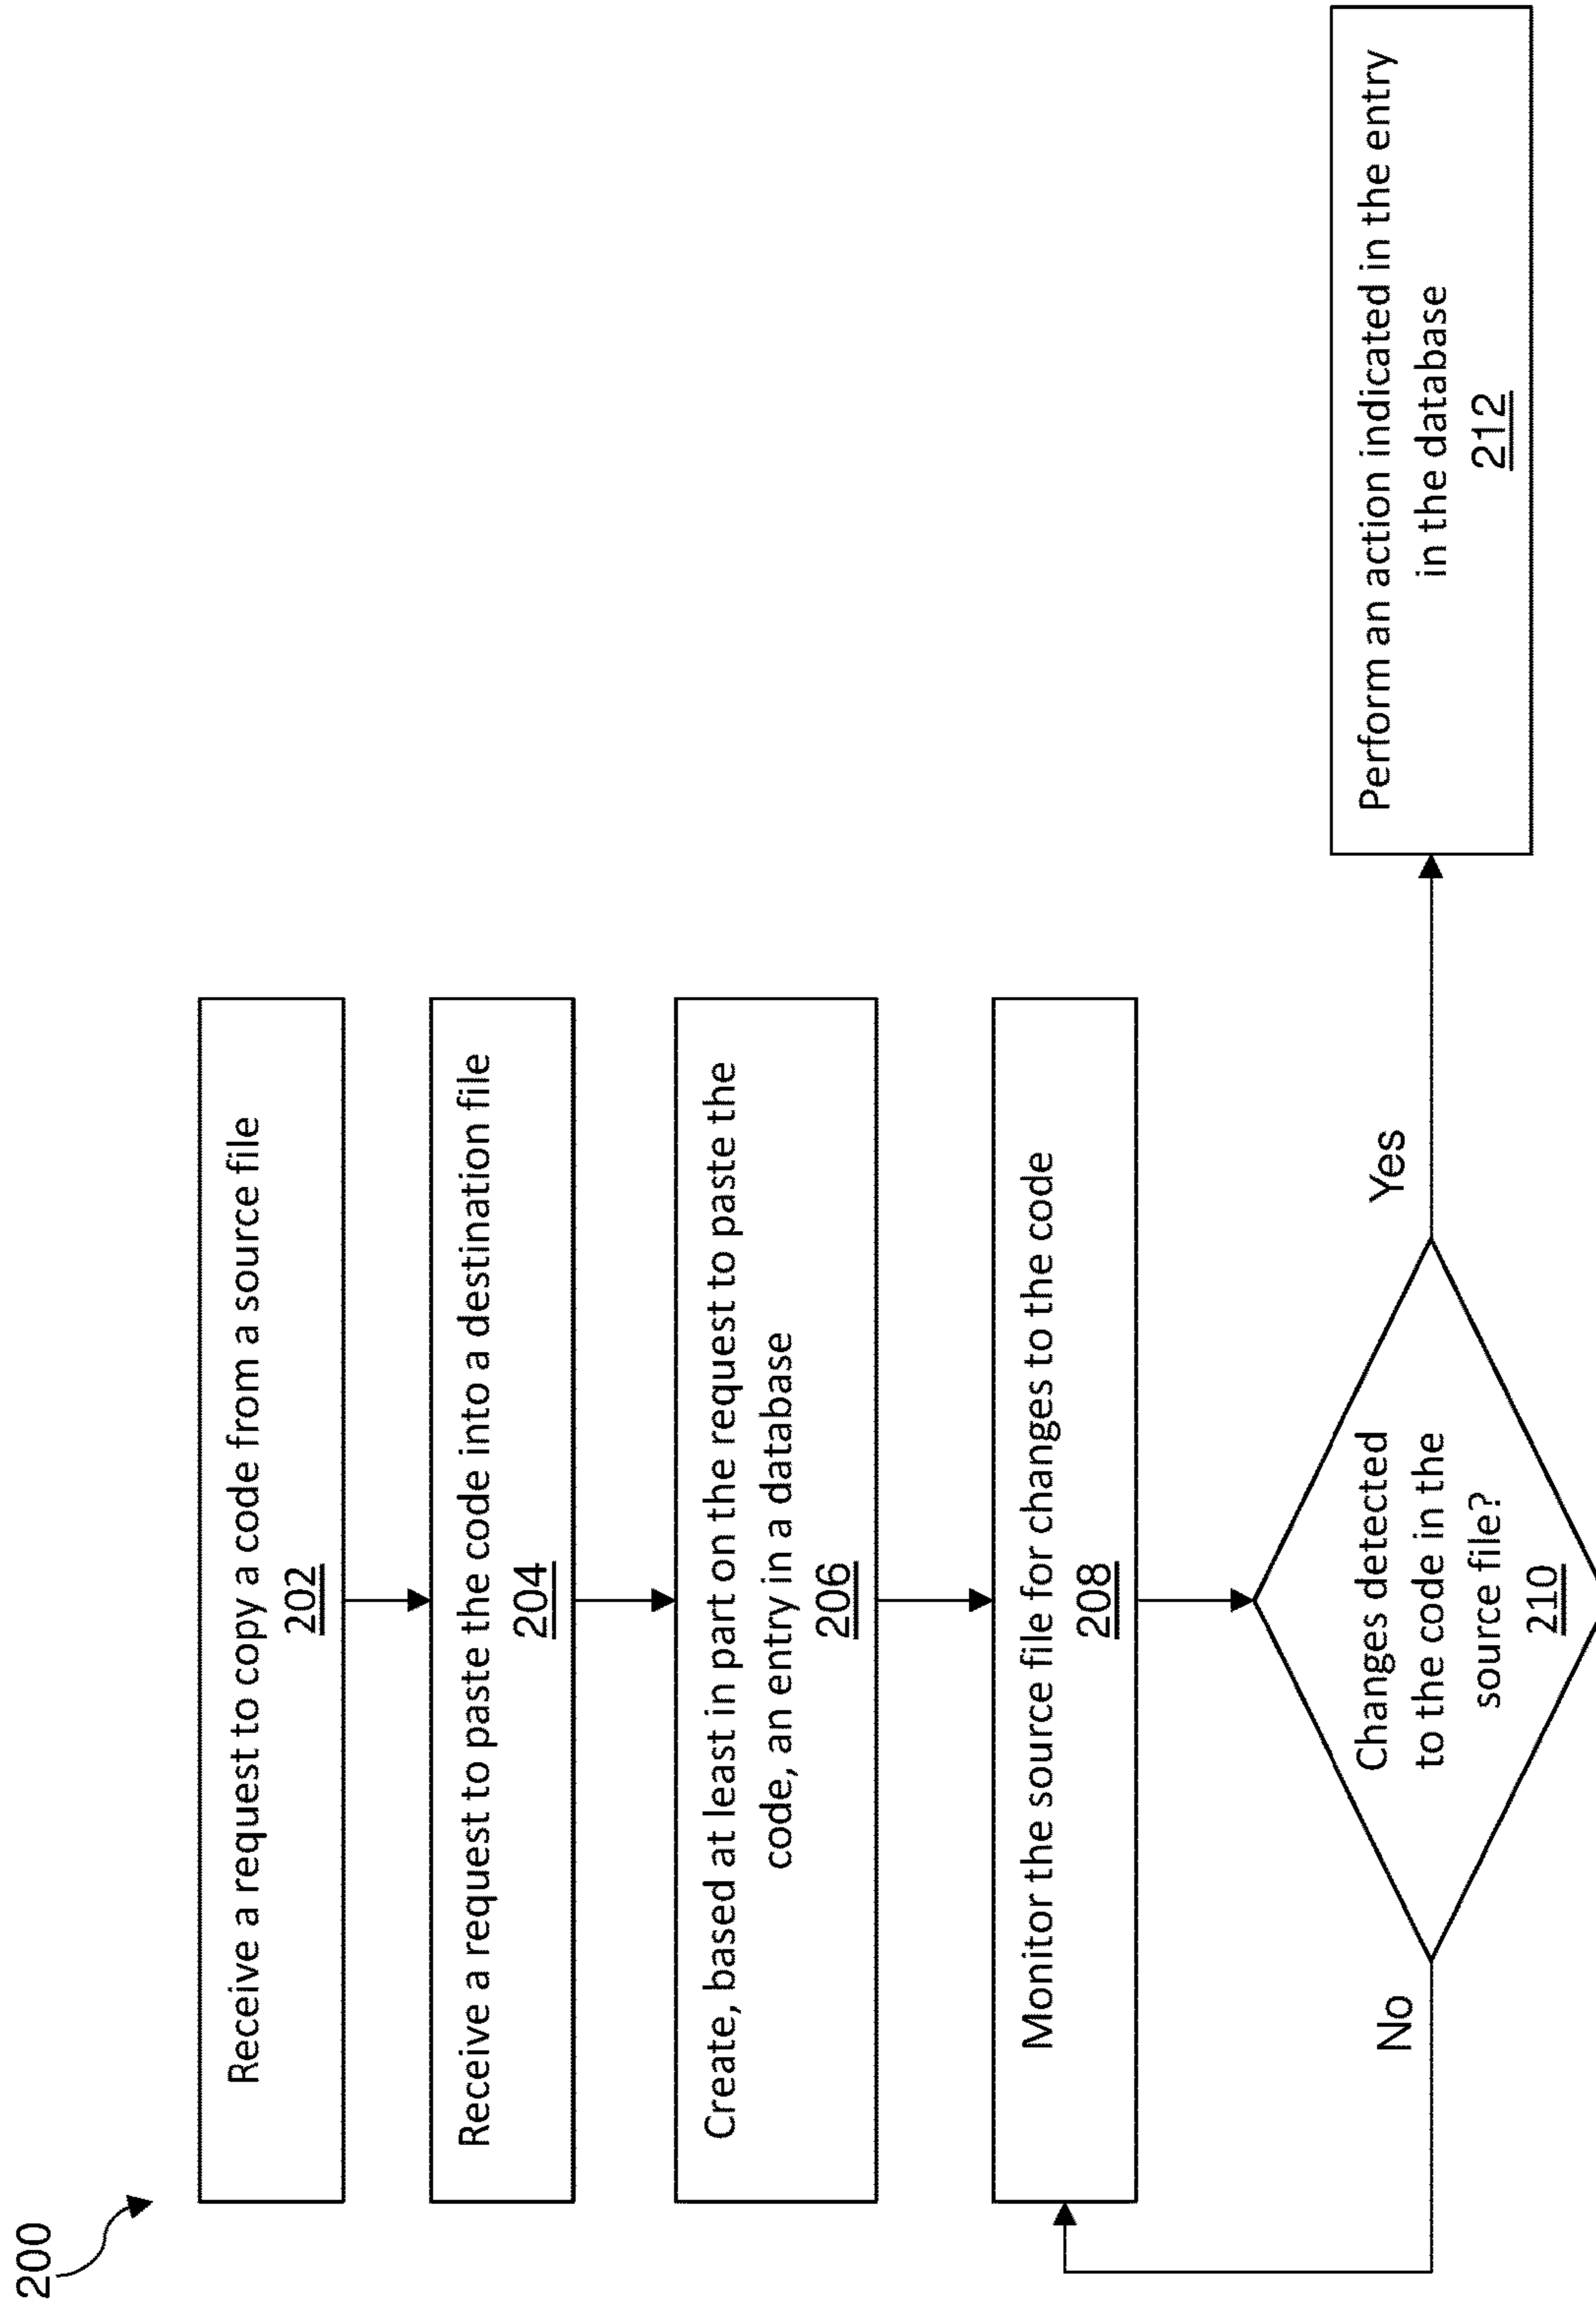 200
Receive a request to copy a code from a source file
202
Receive a request to paste the code into a destination file
204
Create, based at least in part on the request to paste the
code, an entry in a database
206
Monitor the source file for changes to the code
208
Changes detected
to the code in the
source file?
210
No
Yes
Perform an action indicated in the entry
in the database
212